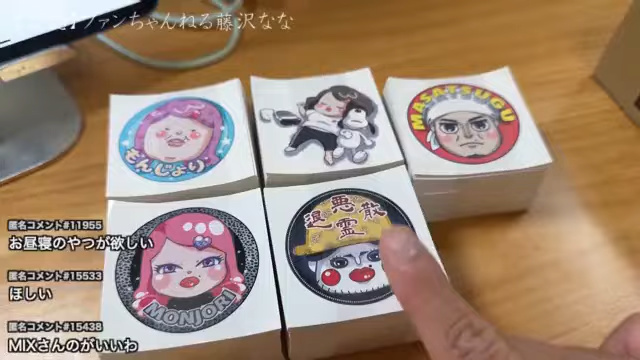 ファンちゃんねる藤沢なな
もんじょり
MASATSUGU
MONJORI
悪霊退散
匿名コメント#11955
お昼寝のやつが欲しい
匿名コメント#15533
ほしい
匿名コメント#15438
MIXさんのがいいわ